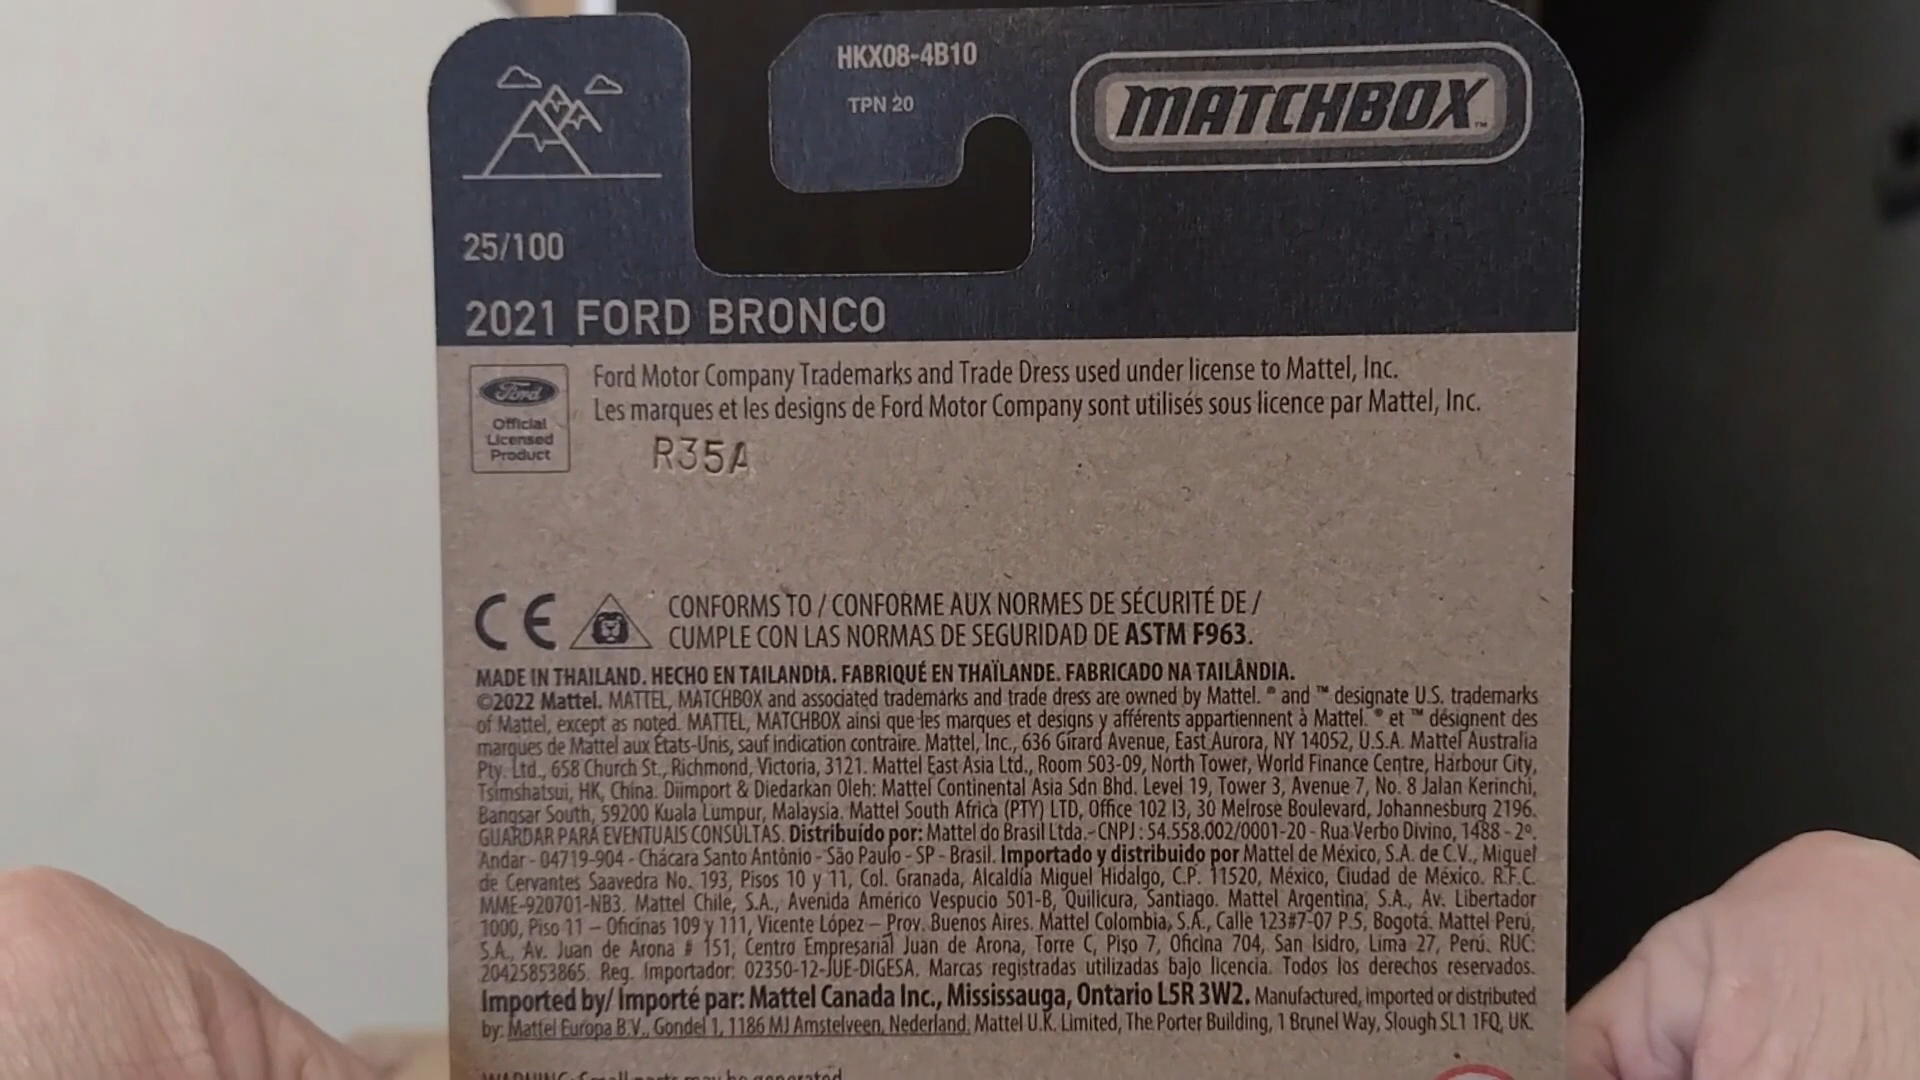 HKX08-4B10
TPN 20
MATCHBOX™
25/100
2021 FORD BRONCO
Ford
Official
Licensed
Product
Ford Motor Company Trademarks and Trade Dress used under license to Mattel, Inc.
Les marques et les designs de Ford Motor Company sont utilisés sous licence par Mattel, Inc.
R35A
CE
CONFORMS TO / CONFORME AUX NORMES DE SÉCURITÉ DE /
CUMPLE CON LAS NORMAS DE SEGURIDAD DE ASTM F963.
MADE IN THAILAND. HECHO EN TAILANDIA. FABRIQUÉ EN THAÏLANDE. FABRICADO NA TAILÂNDIA.
©2022 Mattel. MATTEL, MATCHBOX and associated trademarks and trade dress are owned by Mattel. ® and ™ designate U.S. trademarks
of Mattel, except as noted. MATTEL, MATCHBOX ainsi que les marques et designs y afférents appartiennent à Mattel. ® et ™ désignent des
marques de Mattel aux États-Unis, sauf indication contraire. Mattel, Inc., 636 Girard Avenue, East Aurora, NY 14052, U.S.A. Mattel Australia
Pty. Ltd., 658 Church St., Richmond, Victoria, 3121. Mattel East Asia Ltd., Room 503-09, North Tower, World Finance Centre, Harbour City,
Tsimshatsui, HK, China. Diimport & Diedarkan Oleh: Mattel Continental Asia Sdn Bhd. Level 19, Tower 3, Avenue 7, No. 8 Jalan Kerinchi,
Bangsar South, 59200 Kuala Lumpur, Malaysia. Mattel South Africa (PTY) LTD, Office 102 I3, 30 Melrose Boulevard, Johannesburg 2196.
GUARDAR PARA EVENTUAIS CONSULTAS. Distribuído por: Mattel do Brasil Ltda.- CNPJ : 54.558.002/0001-20 - Rua Verbo Divino, 1488 - 2º.
Andar - 04719-904 - Chácara Santo Antônio - São Paulo - SP - Brasil. Importado y distribuido por Mattel de México, S.A. de C.V., Miguel
de Cervantes Saavedra No. 193, Pisos 10 y 11, Col. Granada, Alcaldía Miguel Hidalgo, C.P. 11520, México, Ciudad de México. R.F.C.
MME-920701-NB3. Mattel Chile, S.A., Avenida Américo Vespucio 501-B, Quilicura, Santiago. Mattel Argentina, S.A., Av. Libertador
1000, Piso 11 – Oficinas 109 y 111, Vicente López – Prov. Buenos Aires. Mattel Colombia, S.A., Calle 123#7-07 P.5, Bogotá. Mattel Perú,
S.A., Av. Juan de Arona # 151, Centro Empresarial Juan de Arona, Torre C, Piso 7, Oficina 704, San Isidro, Lima 27, Perú. RUC:
20425853865. Reg. Importador: 02350-12-JUE-DIGESA. Marcas registradas utilizadas bajo licencia. Todos los derechos reservados.
Imported by/ Importé par: Mattel Canada Inc., Mississauga, Ontario L5R 3W2. Manufactured, imported or distributed
by: Mattel Europa B.V., Gondel 1, 1186 MJ Amstelveen, Nederland. Mattel U.K. Limited, The Porter Building, 1 Brunel Way, Slough SL1 1FQ, UK.
WARNING: Small parts may be generated